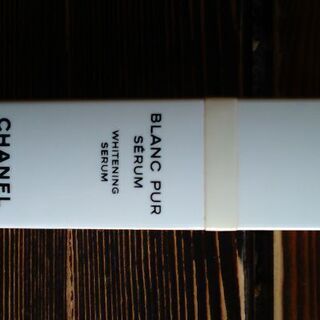 BLANC PUR
SÉRUM
WHITENING
SERUM
CHANEL